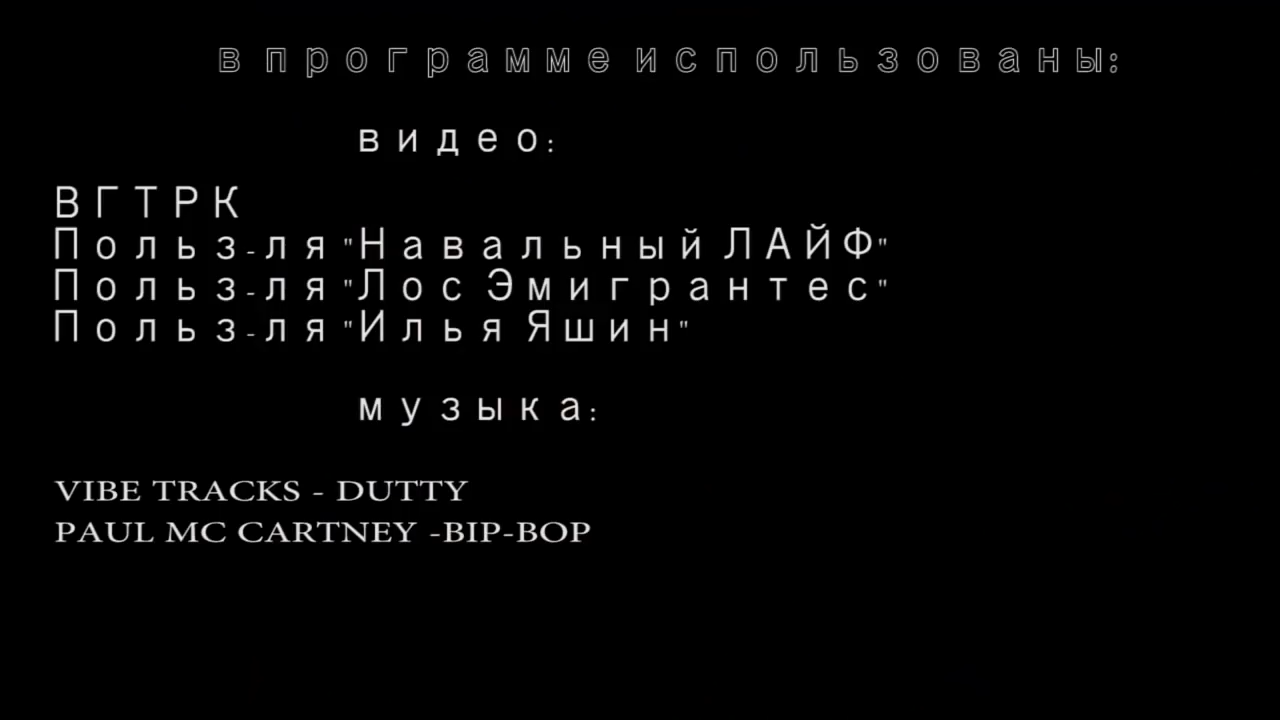 в программе использованы:
видео:
ВГТРК
Польз-ля "Навальный ЛАЙФ"
Польз-ля "Лос Эмигрантес"
Польз-ля "Илья Яшин"
музыка:
VIBE TRACKS - DUTTY
PAUL MC CARTNEY -BIP-BOP